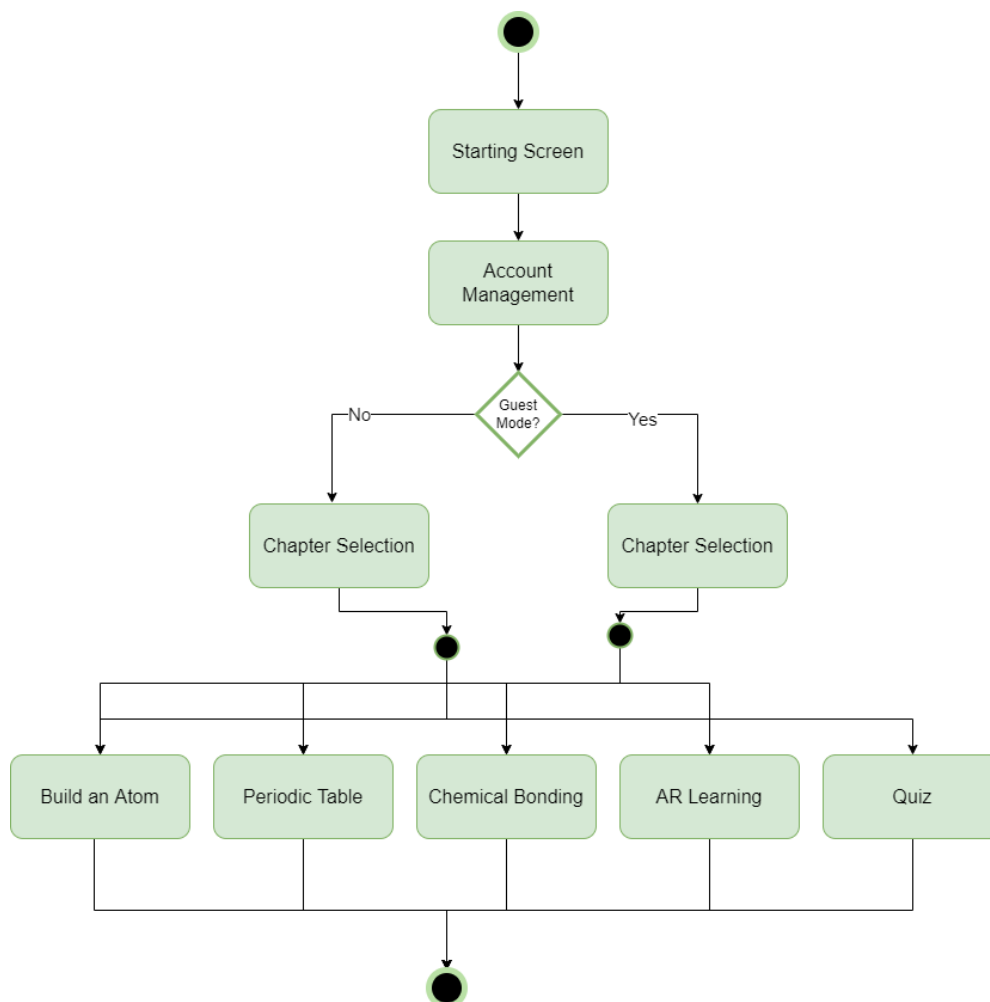 Starting Screen
Account
Management
Guest
Mode?
No
Yes
Chapter Selection
Chapter Selection
Build an Atom
Periodic Table
Chemical Bonding
AR Learning
Quiz